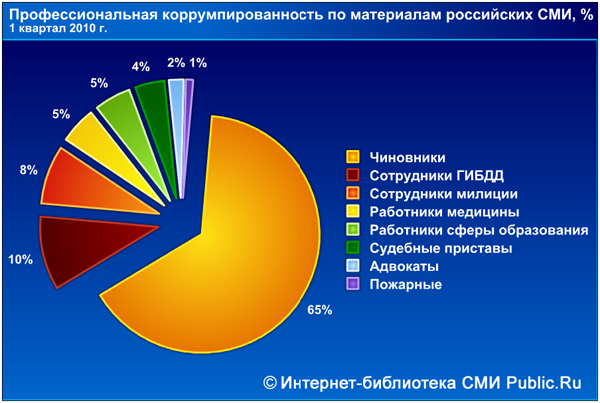 Профессиональная коррумпированность по материалам российских СМИ, %
1 квартал 2010 г.
2% 1%
4%
5%
5%
8%
10%
65%
Чиновники
Сотрудники ГИБДД
Сотрудники милиции
Работники медицины
Работники сферы образования
Судебные приставы
Адвокаты
Пожарные
© Интернет-библиотека СМИ Public.Ru